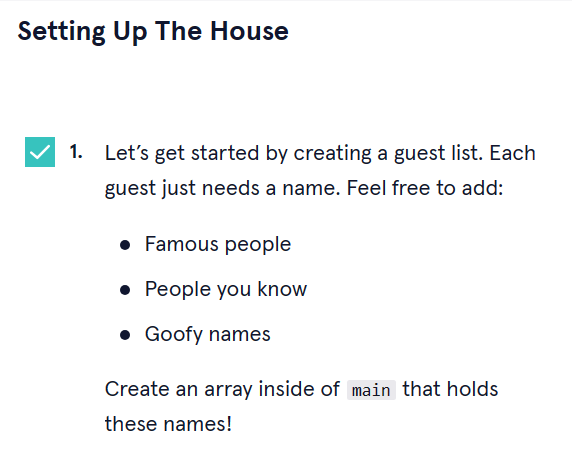 Setting Up The House
1. Let’s get started by creating a guest list. Each
guest just needs a name. Feel free to add:
● Famous people
● People you know
● Goofy names
Create an array inside of main that holds
these names!